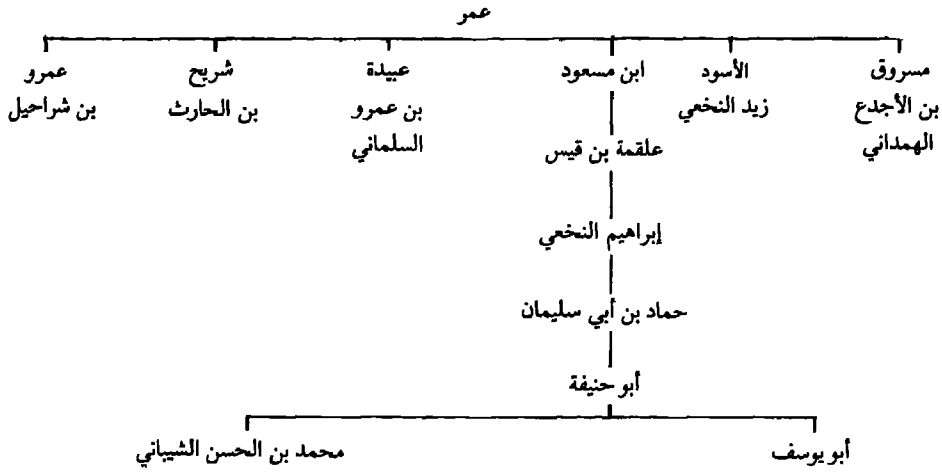 عمر
مسروق
بن الأجدع
الهمداني
الأسود
زيد النخعي
ابن مسعود
عبيدة
بن عمرو
السلماني
شريح
بن الحارث
عمرو
بن شراحيل
علقمة بن قيس
إبراهيم النخعي
حماد بن أبي سليمان
أبو حنيفة
أبو يوسف
محمد بن الحسن الشيباني